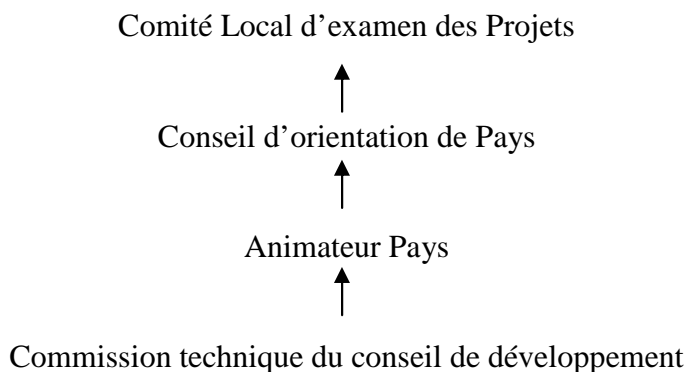 Comité Local d’examen des Projets
Conseil d’orientation de Pays
Animateur Pays
Commission technique du conseil de développement